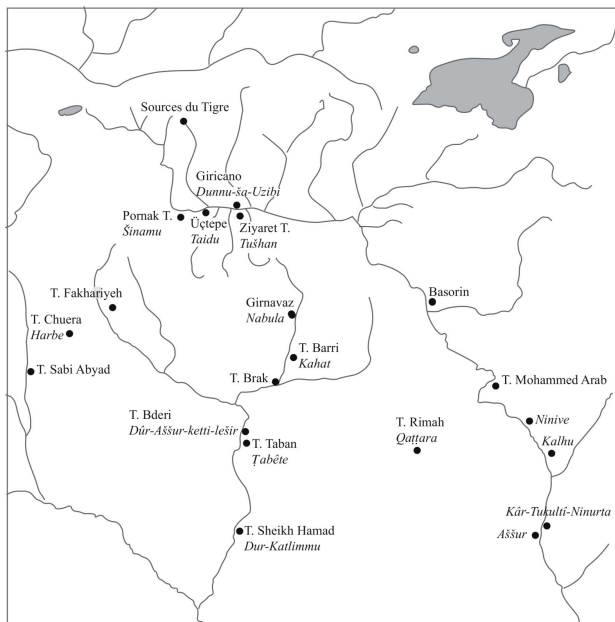 Sources du Tigre
Giricano
Dunnu-ša-Uzibi
Pornak T.
Šinamu
Üçtepe
Taidu
Ziyaret T.
Tušhan
T. Fakhariyeh
Girnavaz
Nabula
Basorin
T. Chuera
Harbe
T. Barri
Kahat
T. Sabi Abyad
T. Brak
T. Mohammed Arab
T. Bderi
Dûr-Aššur-ketti-lešir
T. Taban
Ṭabête
T. Rimah
Qaṭṭara
Ninive
Kalhu
Kâr-Tukultî-Ninurta
Aššur
T. Sheikh Hamad
Dur-Katlimmu